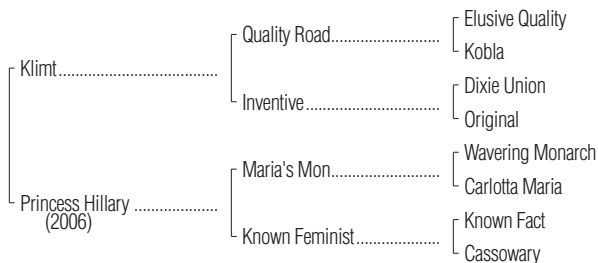 Elusive Quality
Quality Road........................
Kobla
Klimt...................................
Dixie Union
Inventive..............................
Original
Wavering Monarch
Maria's Mon........................
Carlotta Maria
Princess Hillary ..................
(2006)
Known Fact
Known Feminist..................
Cassowary